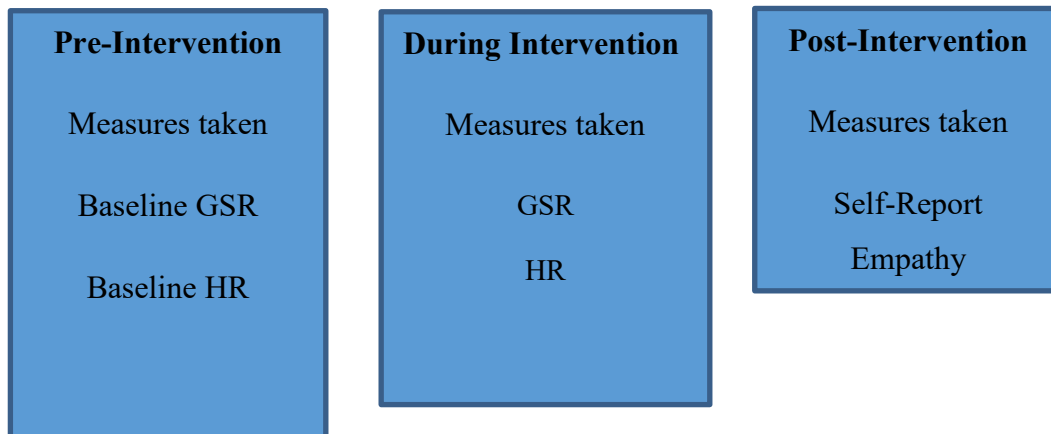 Pre-Intervention
Measures taken
Baseline GSR
Baseline HR
During Intervention
Measures taken
GSR
HR
Post-Intervention
Measures taken
Self-Report
Empathy